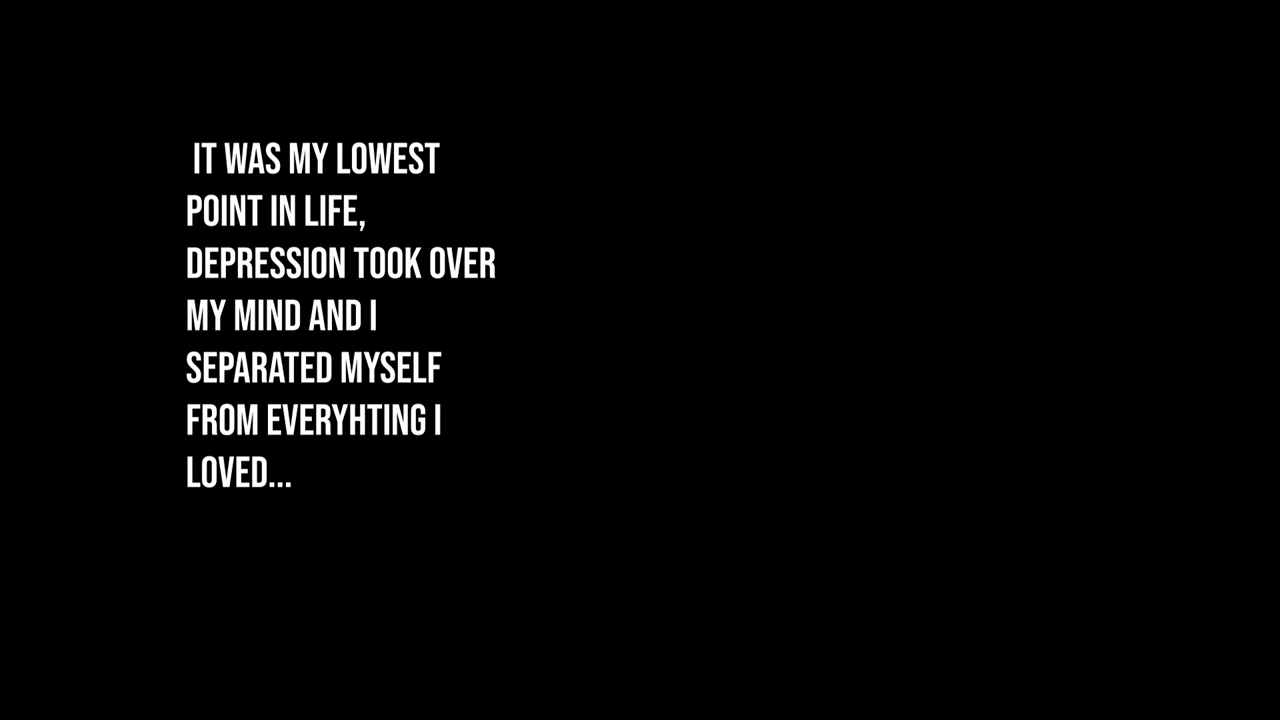 IT WAS MY LOWEST
POINT IN LIFE,
DEPRESSION TOOK OVER
MY MIND AND I
SEPARATED MYSELF
FROM EVERYHTING I
LOVED...